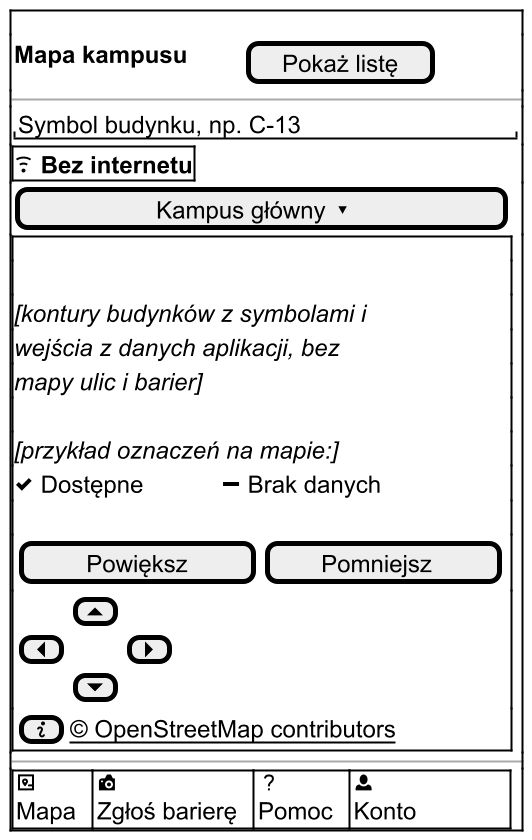 Mapa kampusu
Pokaż listę
Symbol budynku, np. C-13
Bez internetu
Kampus główny ▾
[kontury budynków z symbolami i
wejścia z danych aplikacji, bez
mapy ulic i barier]
[przykład oznaczeń na mapie:]
✔ Dostępne – Brak danych
Powiększ Pomniejsz
i © OpenStreetMap contributors
?
Mapa Zgłoś barierę Pomoc Konto